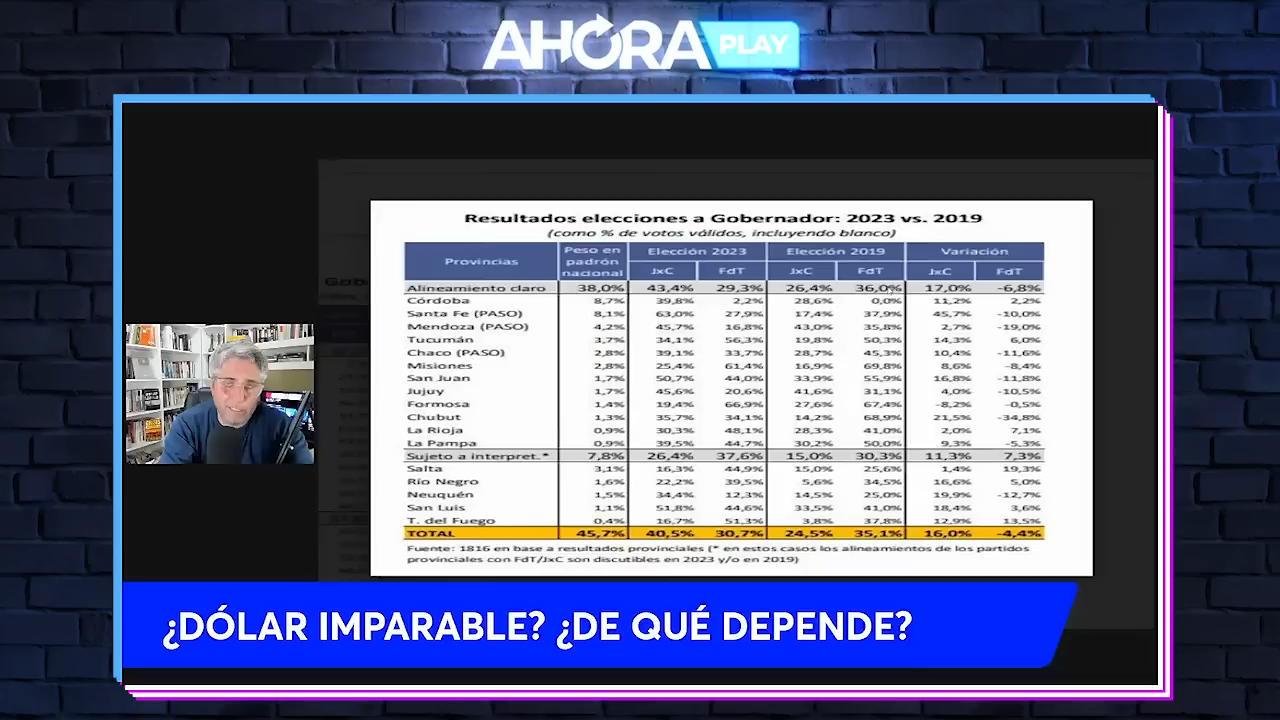 AHORA PLAY
Resultados elecciones a Gobernador: 2023 vs. 2019
(como % de votos válidos, incluyendo blanco)
Provincias Peso en padrón nacional Elección 2023 Elección 2019 Variación
JxC FdT JxC FdT JxC FdT
Alineamiento claro 38,0% 43,4% 29,3% 26,4% 36,0% 17,0% -6,8%
Córdoba 8,7% 39,8% 2,2% 28,6% 0,0% 11,2% 2,2%
Santa Fe (PASO) 8,1% 63,0% 27,9% 17,4% 37,9% 45,7% -10,0%
Mendoza (PASO) 4,2% 45,7% 16,8% 43,0% 35,8% 2,7% -19,0%
Tucumán 3,7% 34,1% 56,3% 19,8% 50,3% 14,3% 6,0%
Chaco (PASO) 2,8% 39,1% 33,7% 28,7% 45,3% 10,4% -11,6%
Misiones 2,8% 25,4% 61,4% 16,9% 69,8% 8,6% -8,4%
San Juan 1,7% 50,7% 44,0% 33,9% 55,9% 16,8% -11,8%
Jujuy 1,7% 45,6% 20,6% 41,6% 31,1% 4,0% -10,5%
Formosa 1,4% 19,4% 66,9% 27,6% 67,4% -8,2% -0,5%
Chubut 1,3% 35,7% 34,1% 14,2% 68,9% 21,5% -34,8%
La Rioja 0,9% 30,3% 48,1% 28,3% 41,0% 2,0% 7,1%
La Pampa 0,9% 39,5% 44,7% 30,2% 50,0% 9,3% -5,3%
Sujeto a interpret.* 7,8% 26,4% 37,6% 15,0% 30,3% 11,3% 7,3%
Salta 3,1% 16,3% 44,9% 15,0% 25,6% 1,4% 19,3%
Río Negro 1,6% 22,2% 39,5% 5,6% 34,5% 16,6% 5,0%
Neuquén 1,5% 34,4% 12,3% 14,5% 25,0% 19,9% -12,7%
San Luis 1,1% 51,8% 44,6% 33,5% 41,0% 18,4% 3,6%
T. del Fuego 0,4% 16,7% 51,3% 3,8% 37,8% 12,9% 13,5%
TOTAL 45,7% 40,5% 30,7% 24,5% 35,1% 16,0% -4,4%
Fuente: 1816 en base a resultados provinciales (* en estos casos los alineamientos de los partidos
provinciales con FdT/JxC son discutibles en 2023 y/o en 2019)
¿DÓLAR IMPARABLE? ¿DE QUÉ DEPENDE?